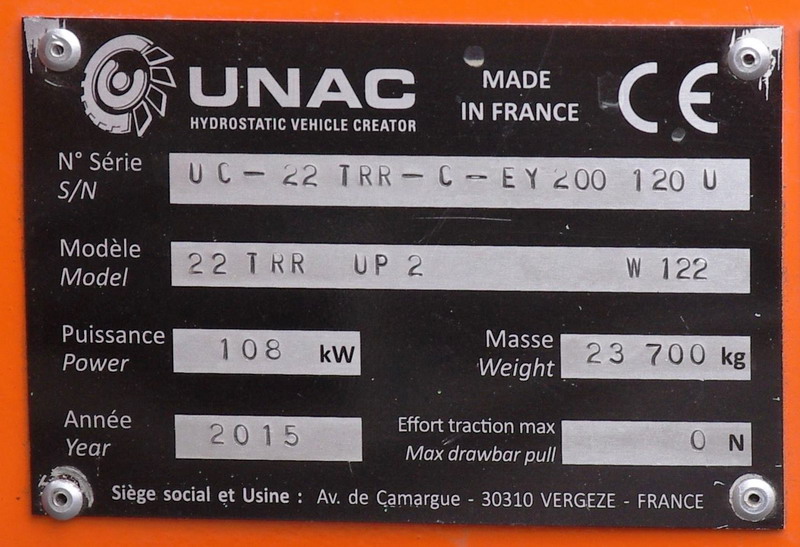 UNAC
HYDROSTATIC VEHICLE CREATOR
MADE
IN FRANCE
CE
N° Série
S/N
UC-22 TRR-C-EY200 120 U
Modèle
Model
22 TRR UP 2 W 122
Puissance
Power
108 kW
Masse
Weight
23 700 kg
Année
Year
2015
Effort traction max
Max drawbar pull
0 N
Siège social et Usine : Av. de Camargue - 30310 VERGEZE - FRANCE